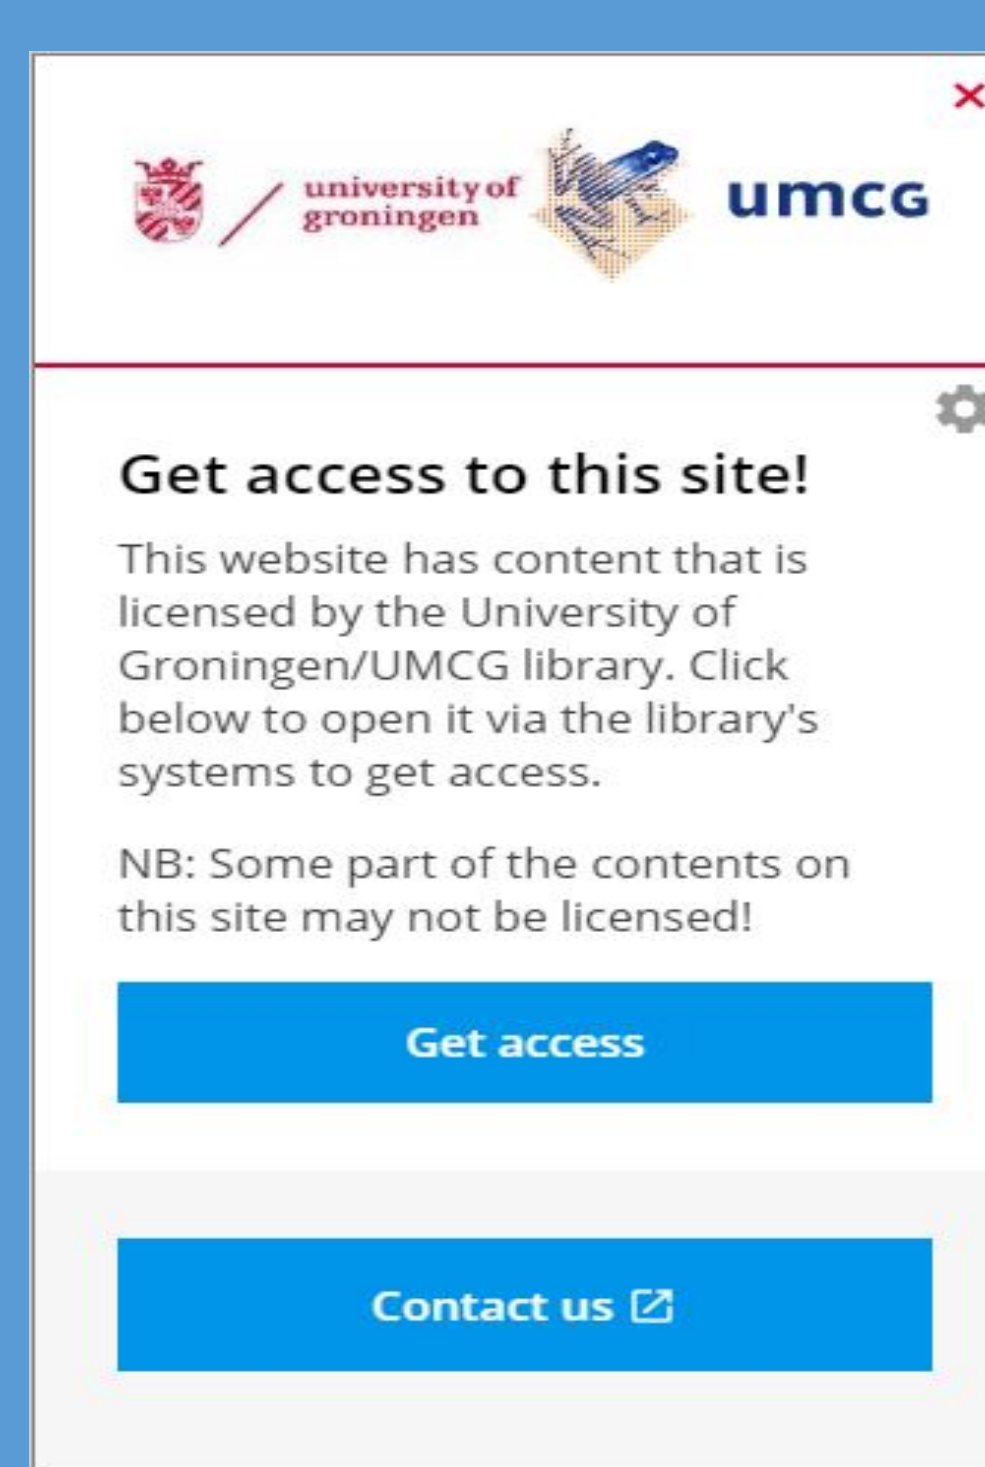 university of
groningen
umcg
Get access to this site!
This website has content that is
licensed by the University of
Groningen/UMCG library. Click
below to open it via the library's
systems to get access.
NB: Some part of the contents on
this site may not be licensed!
Get access
Contact us